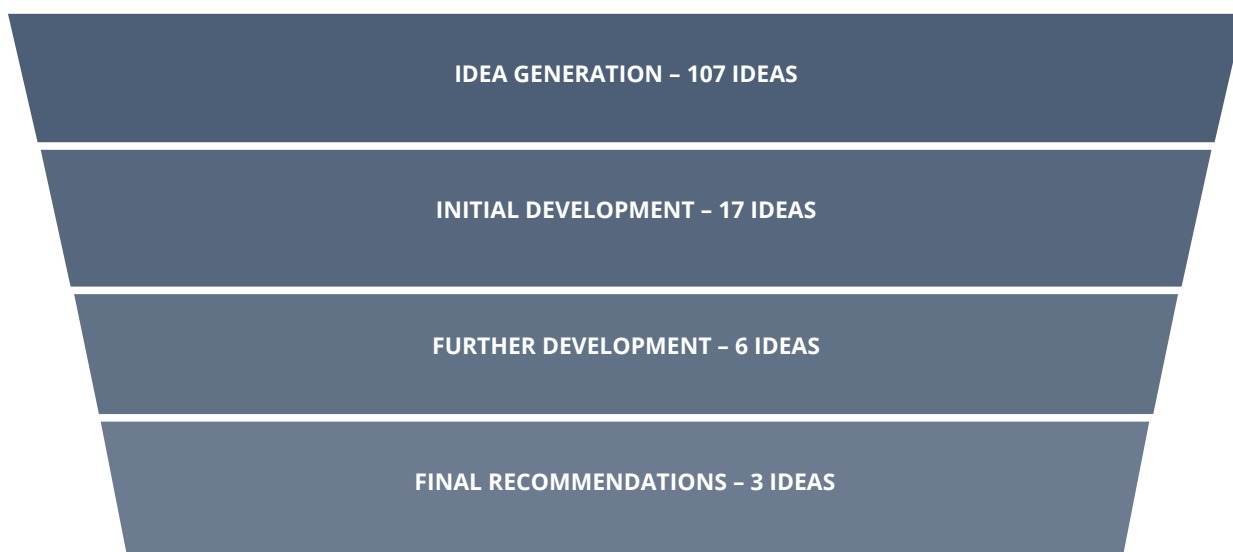 IDEA GENERATION – 107 IDEAS
INITIAL DEVELOPMENT – 17 IDEAS
FURTHER DEVELOPMENT – 6 IDEAS
FINAL RECOMMENDATIONS – 3 IDEAS